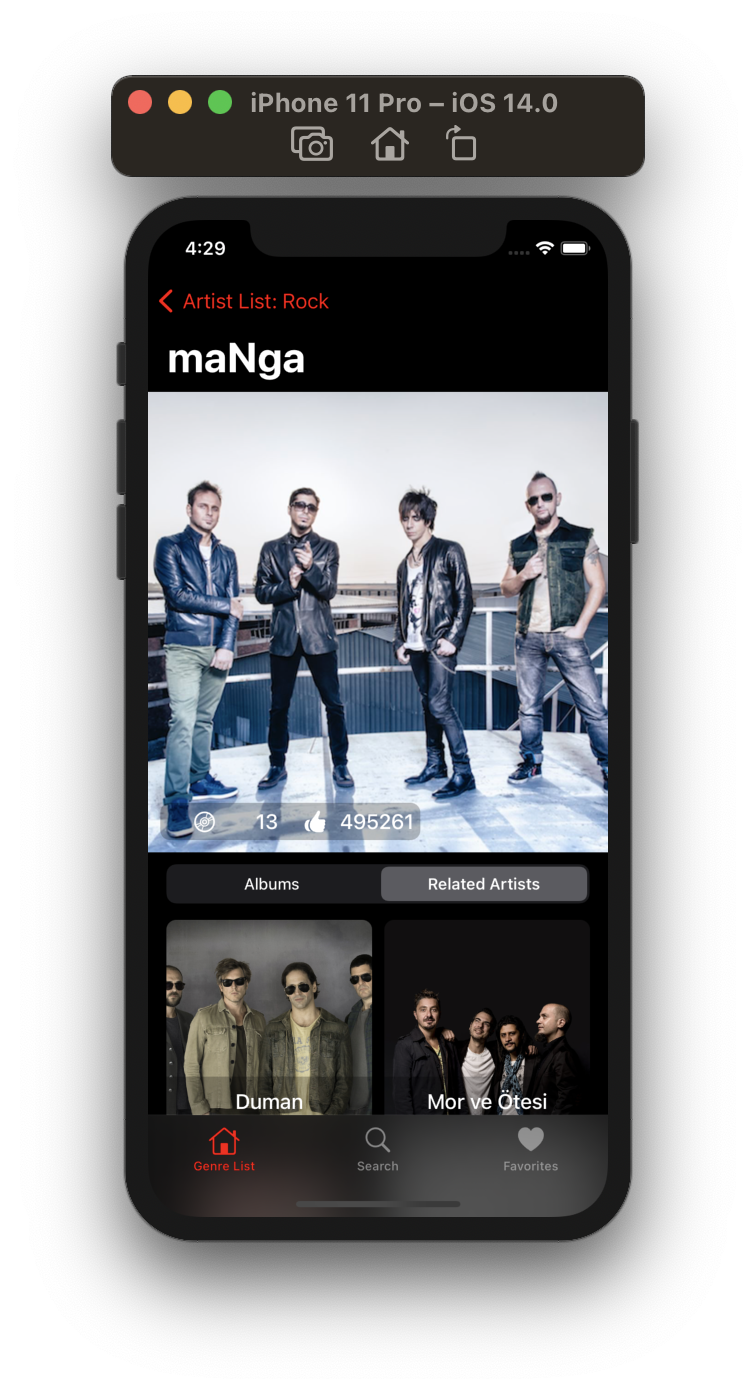 iPhone 11 Pro – iOS 14.0
4:29
Artist List: Rock
maNga
13 495261
Albums Related Artists
Duman Mor ve Ötesi
Genre List Search Favorites